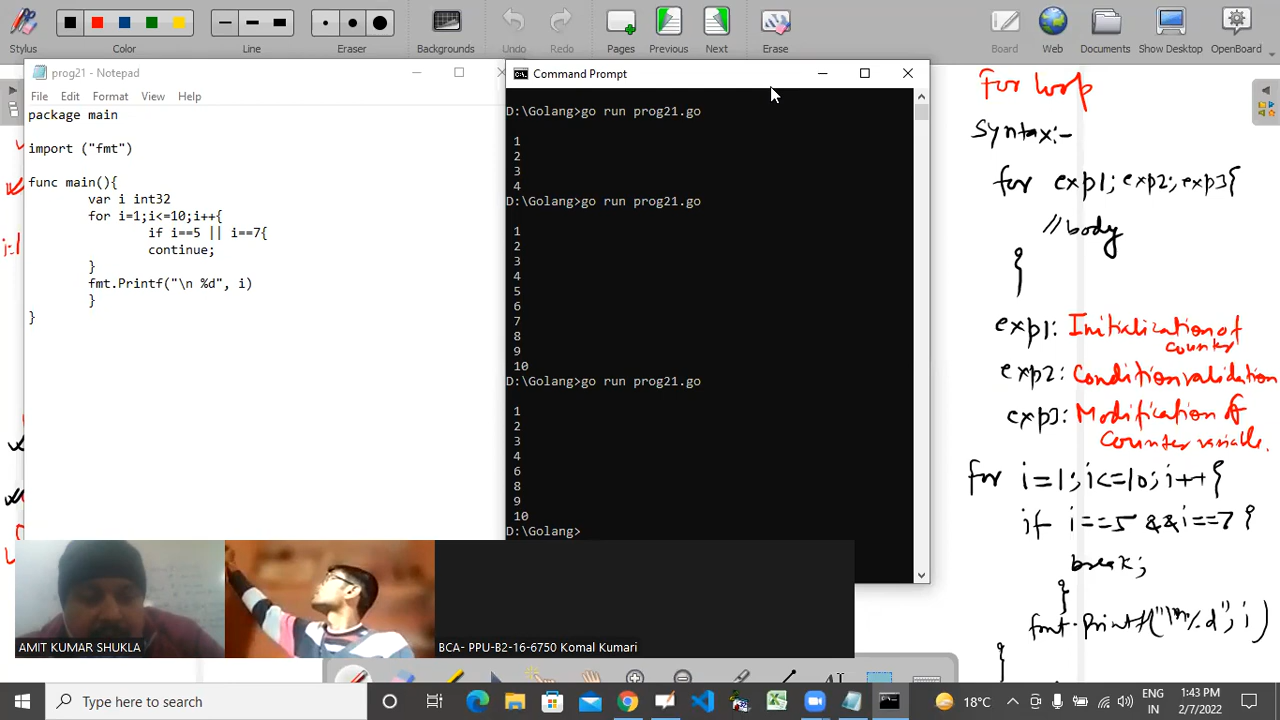 Stylus
Color
Line
Eraser
Backgrounds
Undo
Redo
Pages
Previous
Next
Erase
Board
Web
Documents
Show Desktop
OpenBoard
prog21 - Notepad
File Edit Format View Help
package main
import ("fmt")
func main(){
var i int32
for i=1;i<=10;i++{
if i==5 || i==7{
continue;
}
fmt.Printf("\n %d", i)
}
}
Command Prompt
D:\Golang>go run prog21.go
1
2
3
4
D:\Golang>go run prog21.go
1
2
3
4
5
6
7
8
9
10
D:\Golang>go run prog21.go
1
2
3
4
6
8
9
10
D:\Golang>
For loop
Syntax:-
for exp1; exp2; exp3{
//body
}
exp1: Initialization of
counter
exp2: Condition validation
exp3: Modification of
Counter variable.
for i=1;i<=10;i++{
if i==5 && i==7 {
break;
}
fmt.printf("\n%d", i)
}
AMIT KUMAR SHUKLA
BCA- PPU-B2-16-6750 Komal Kumari
Type here to search
18°C
ENG
IN
1:43 PM
2/7/2022